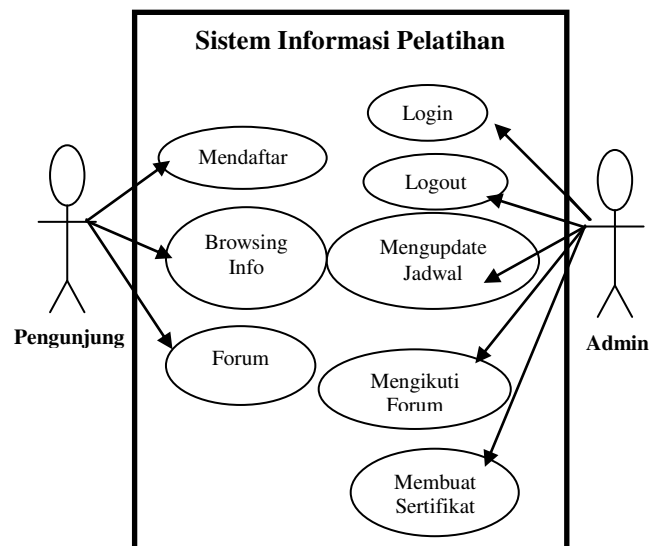 Sistem Informasi Pelatihan
Login
Mendaftar
Logout
Browsing
Info
Mengupdate
Jadwal
Pengunjung
Forum
Admin
Mengikuti
Forum
Membuat
Sertifikat